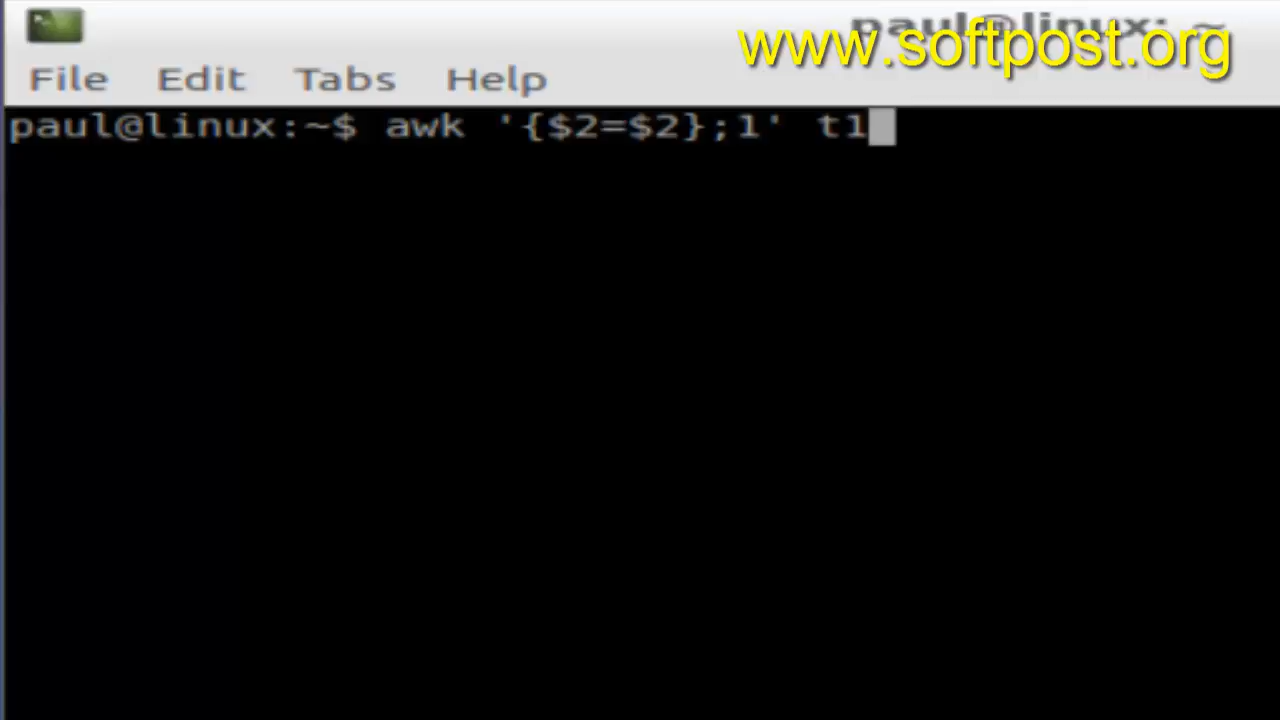 paul@linux: ~
www.softpost.org
File Edit Tabs Help
paul@linux:~$ awk '{$2=$2};1' t1